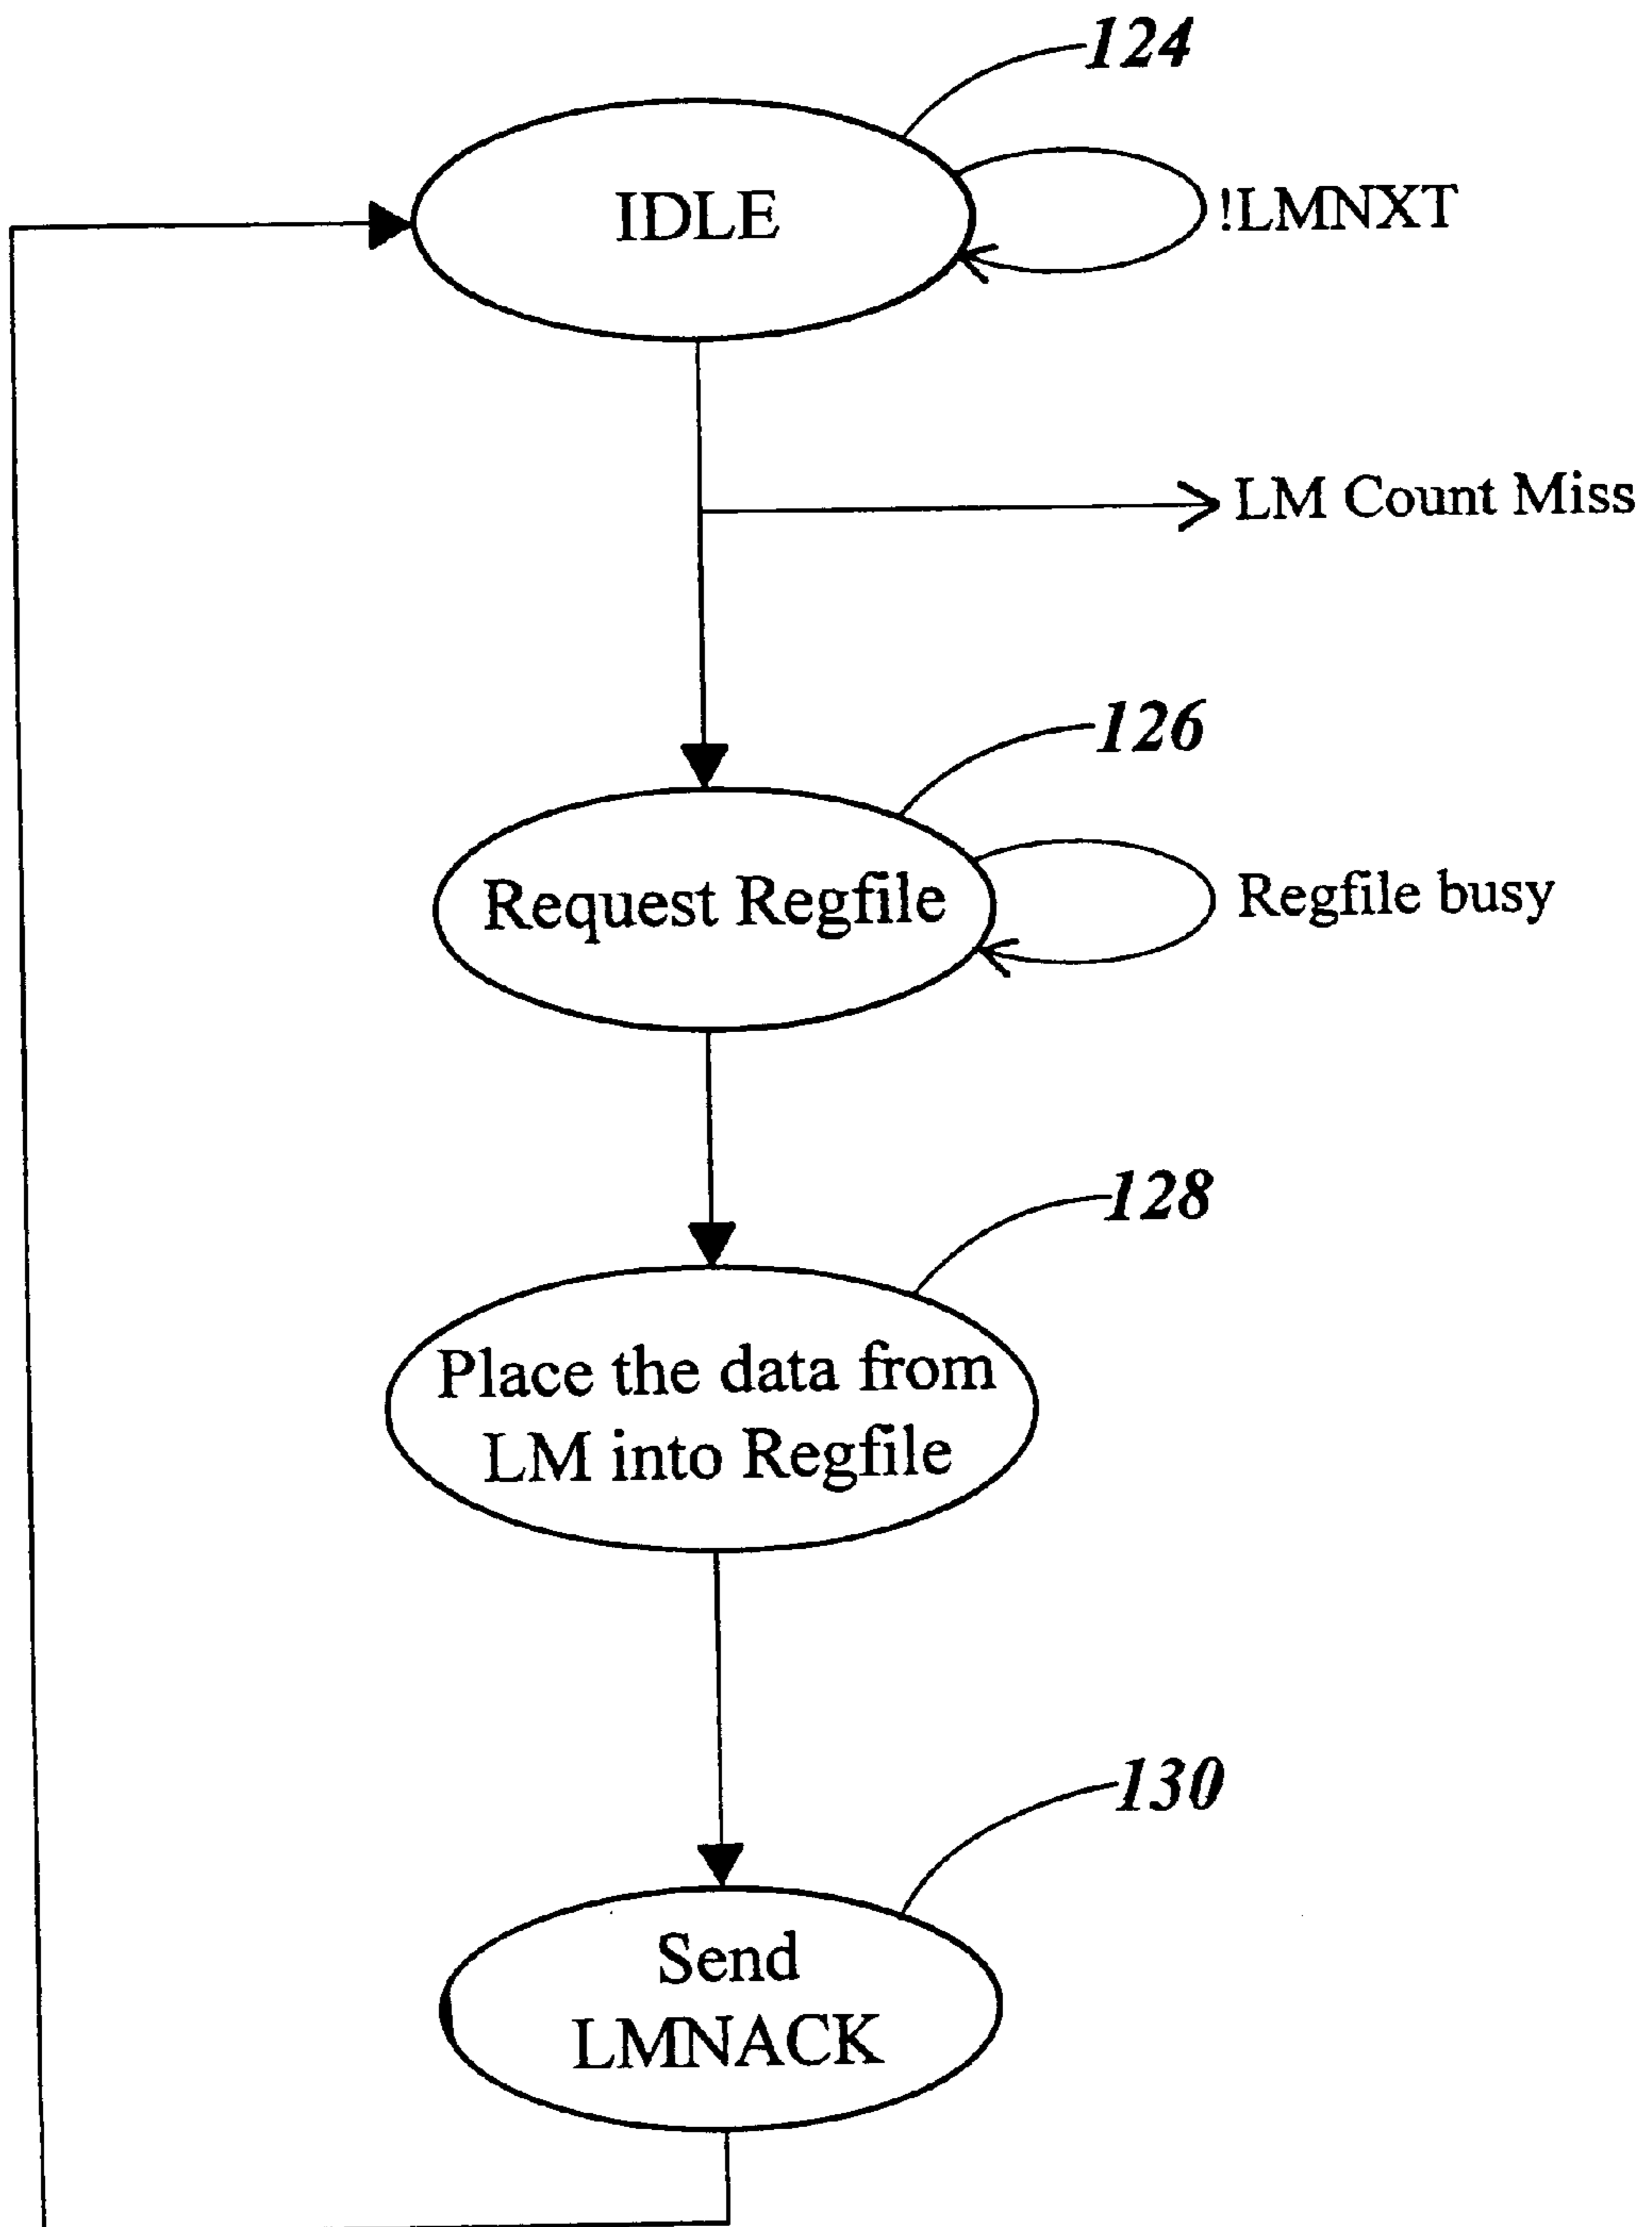 124
IDLE
!LMNXT
LM Count Miss
126
Request Regfile
Regfile busy
128
Place the data from
LM into Regfile
130
Send
LMNACK